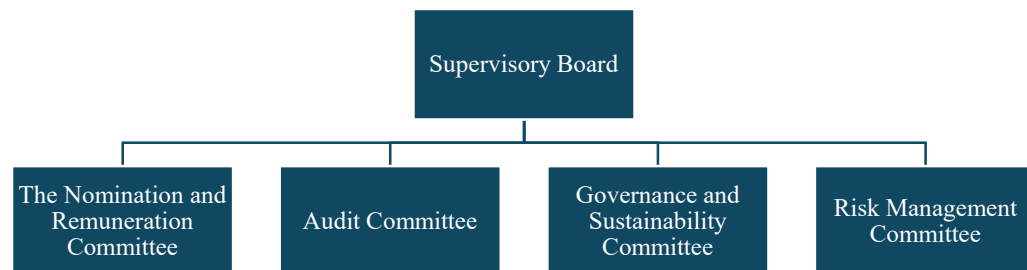 Supervisory Board
The Nomination and
Remuneration
Committee
Audit Committee
Governance and
Sustainability
Committee
Risk Management
Committee